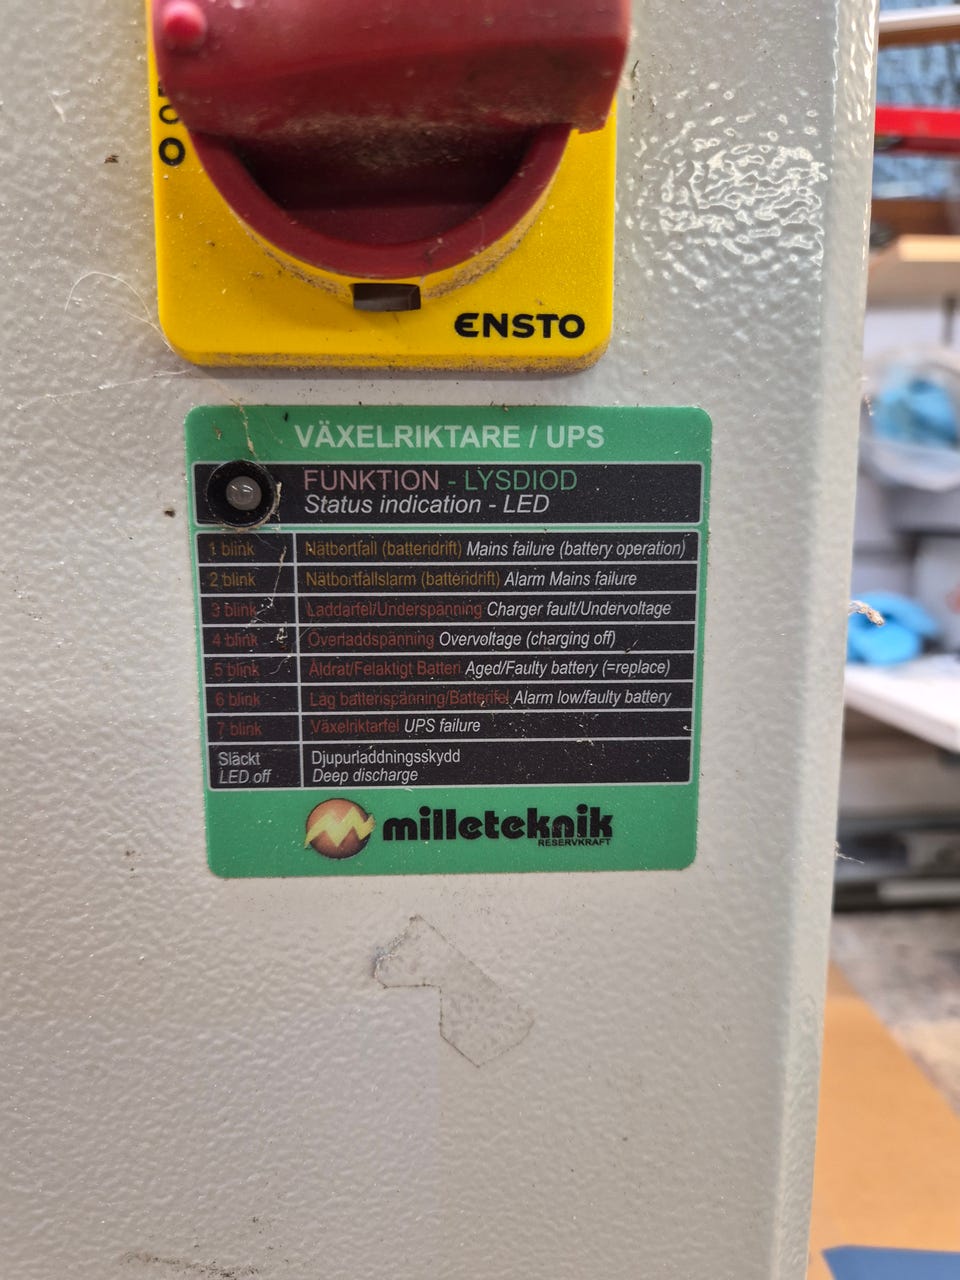 ENSTO
VÄXELRIKTARE / UPS
FUNKTION - LYSDIOD
Status indication - LED
1 blink Nätbortfall (batteridrift) Mains failure (battery operation)
2 blink Nätbortfallslarm (batteridrift) Alarm Mains failure
3 blink Laddarfel/Underspänning Charger fault/Undervoltage
4 blink Överladdspänning Overvoltage (charging off)
5 blink Åldrat/Felaktigt Batteri Aged/Faulty battery (=replace)
6 blink Låg batterispänning/Batterifel Alarm low/faulty battery
7 blink Växelriktarfel UPS failure
Släckt Djupurladdningsskydd
LED off Deep discharge
milleteknik
RESERVKRAFT